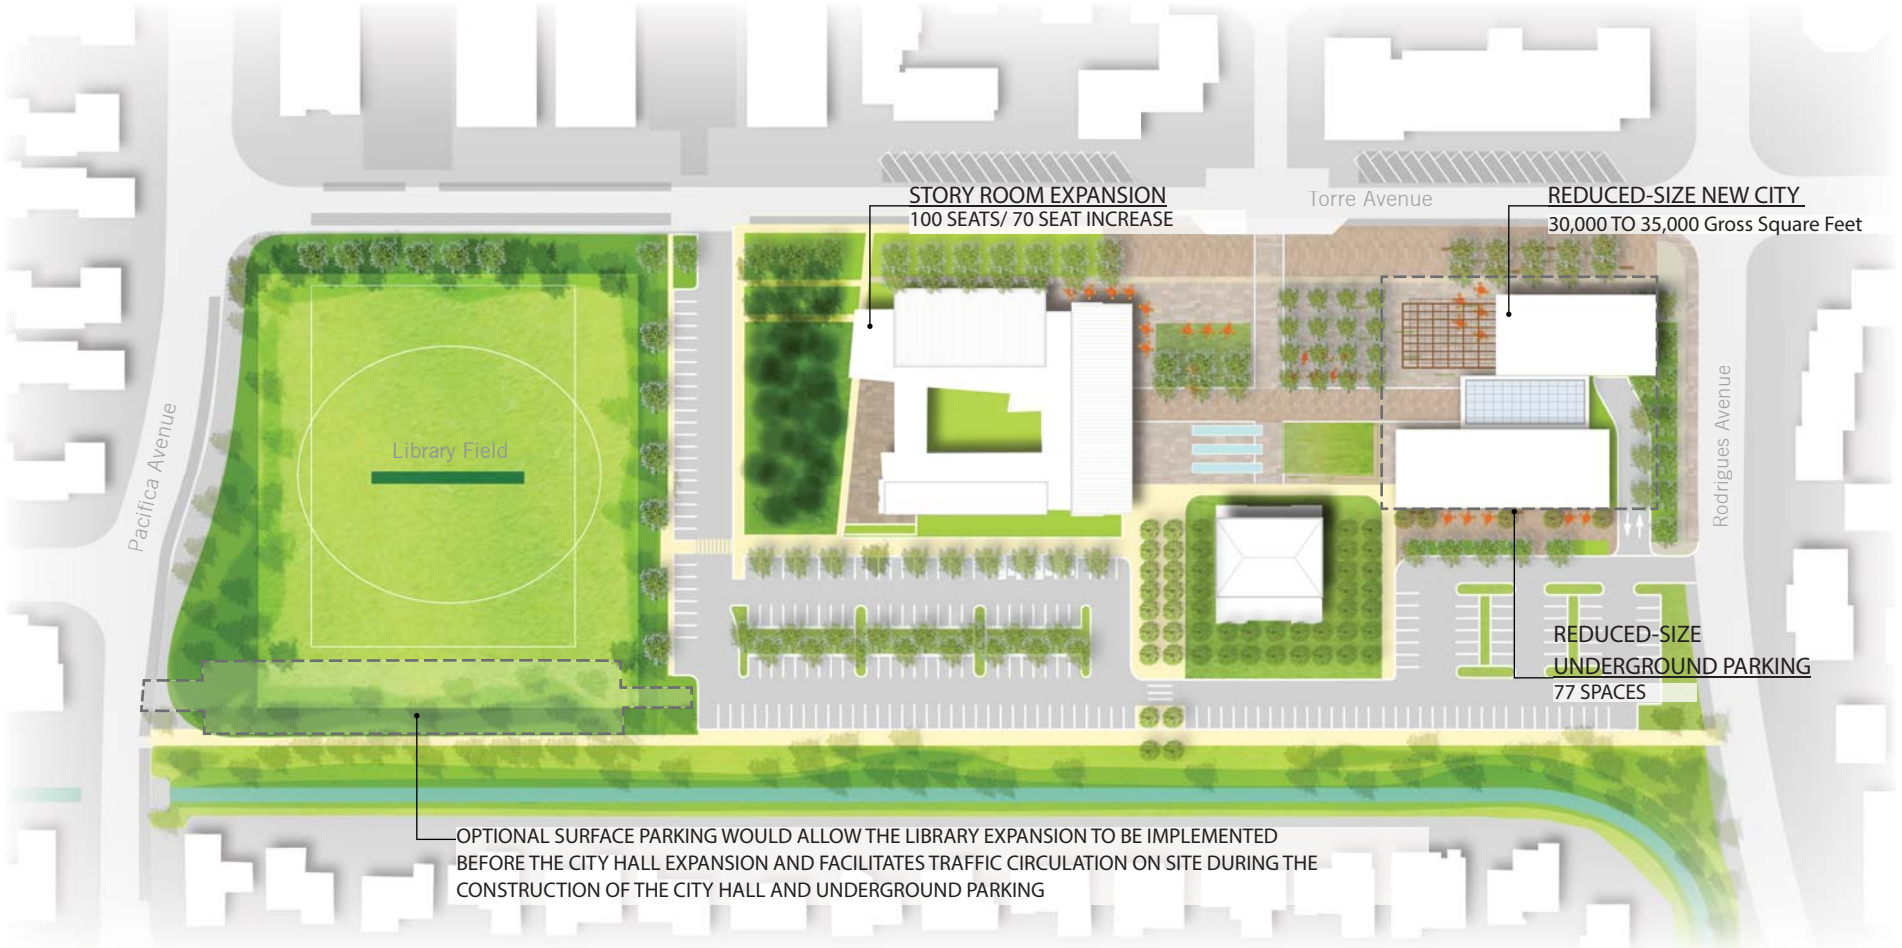 STORY ROOM EXPANSION
100 SEATS/ 70 SEAT INCREASE
Torre Avenue
REDUCED-SIZE NEW CITY
30,000 TO 35,000 Gross Square Feet
Library Field
Pacifica Avenue
Rodrigues Avenue
REDUCED-SIZE
UNDERGROUND PARKING
77 SPACES
OPTIONAL SURFACE PARKING WOULD ALLOW THE LIBRARY EXPANSION TO BE IMPLEMENTED
BEFORE THE CITY HALL EXPANSION AND FACILITATES TRAFFIC CIRCULATION ON SITE DURING THE
CONSTRUCTION OF THE CITY HALL AND UNDERGROUND PARKING